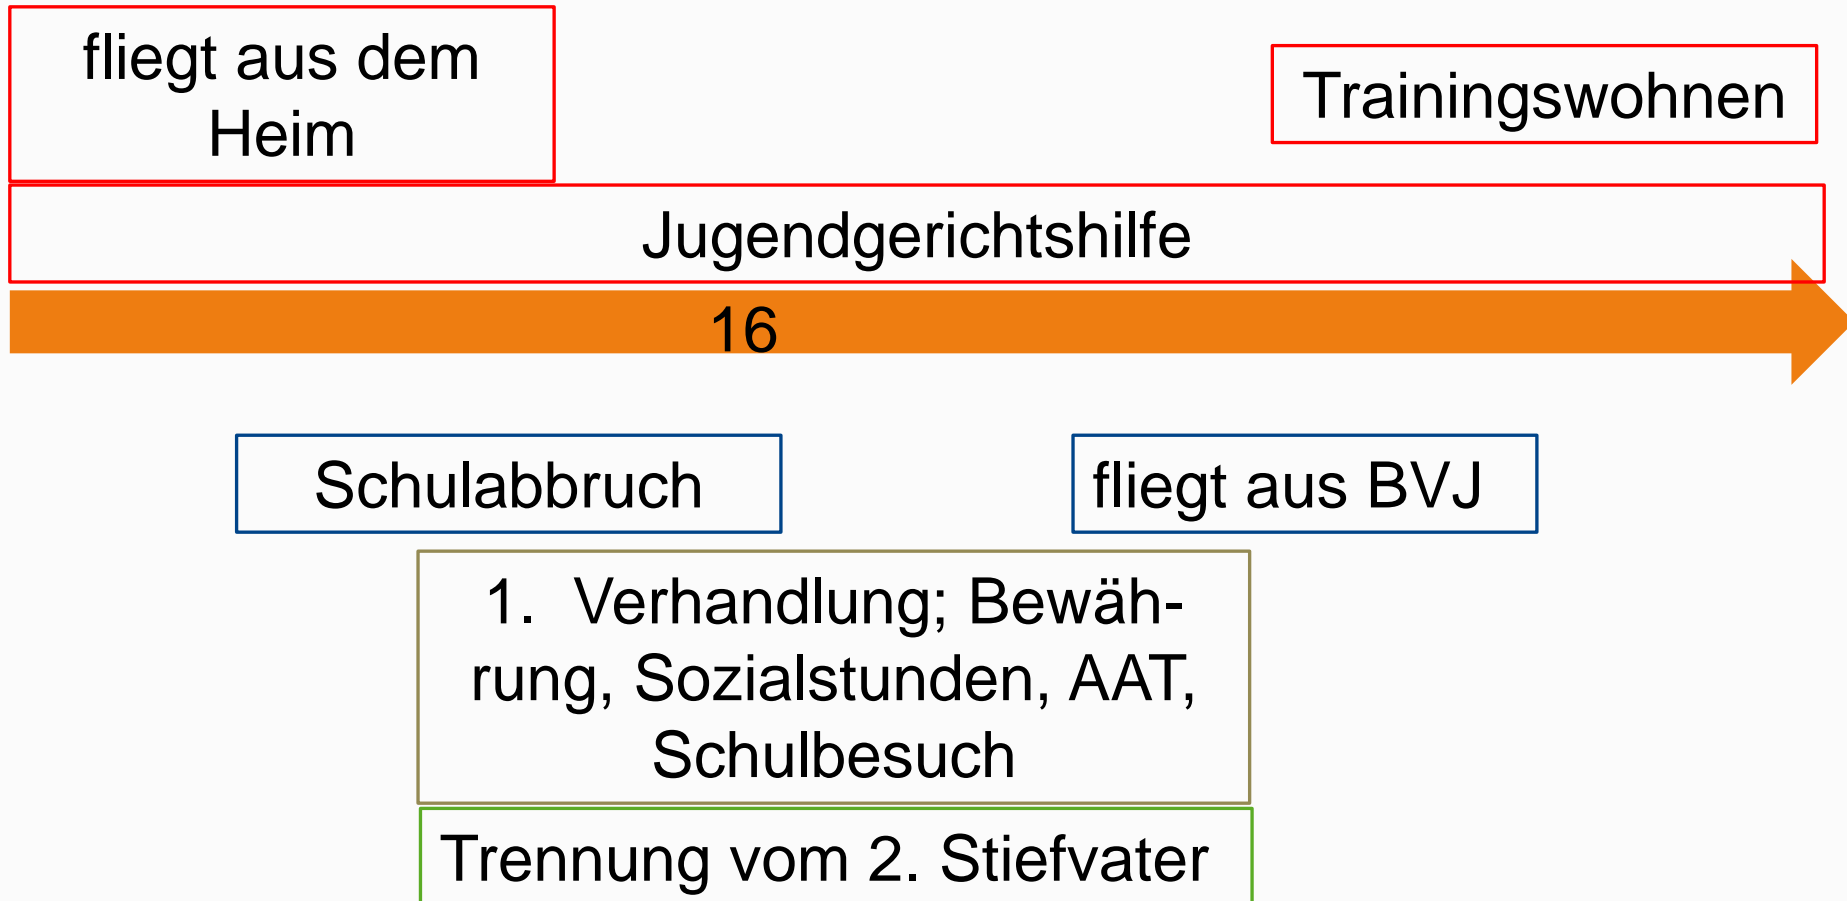 fliegt aus dem
Heim
Trainingswohnen
Jugendgerichtshilfe
16
Schulabbruch
fliegt aus BVJ
1. Verhandlung; Bewäh-
rung, Sozialstunden, AAT,
Schulbesuch
Trennung vom 2. Stiefvater